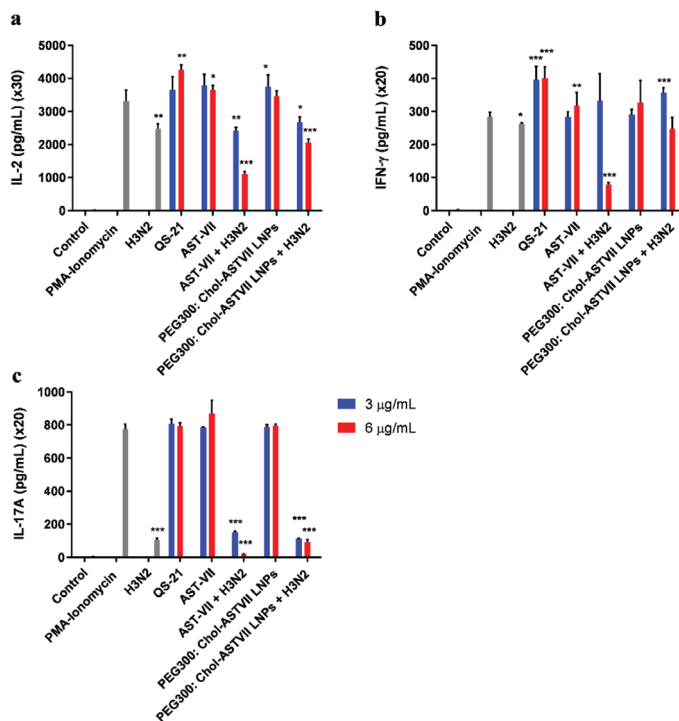 a
IL-2 (pg/mL) (x30)
5000
4000
3000
2000
1000
0
** ** * ** *** * * ***
Control
PMA-Ionomycin
H3N2
QS-21
AST-VII
AST-VII + H3N2
PEG300: Chol-ASTVII LNPs
PEG300: Chol-ASTVII LNPs + H3N2
b
IFN-γ (pg/mL) (x20)
500
400
300
200
100
0
* *** *** ** *** ***
Control
PMA-Ionomycin
H3N2
QS-21
AST-VII
AST-VII + H3N2
PEG300: Chol-ASTVII LNPs
PEG300: Chol-ASTVII LNPs + H3N2
c
IL-17A (pg/mL) (x20)
1000
800
600
400
200
0
*** *** *** *** ***
Control
PMA-Ionomycin
H3N2
QS-21
AST-VII
AST-VII + H3N2
PEG300: Chol-ASTVII LNPs
PEG300: Chol-ASTVII LNPs + H3N2
3 µg/mL
6 µg/mL